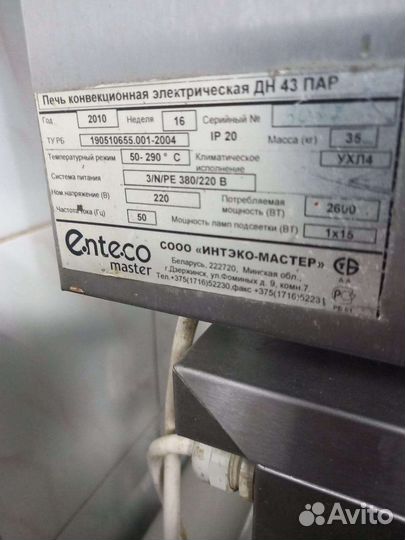 Печь конвекционная электрическая ДН 43 ПАР
Год 2010 Неделя 16 Серийный №
ТУ РБ 190510655.001-2004 IP 20 Масса (кг) 35
Температурный режим 50- 290° С Климатическое исполнение УХЛ4
Система питания 3/N/PE 380/220 В
Ном.напряжение (В) 220 Потребляемая мощность (ВТ) 2600
Частота тока (Гц) 50 Мощность ламп подсветки (ВТ) 1х15
enteco
master
СООО «ИНТЭКО-МАСТЕР»
Беларусь, 222720, Минская обл.,
г.Дзержинск, ул.Фоминых д. 9, комн.7
Тел.+375(1716)52230,факс +375(1716)5223
Avito